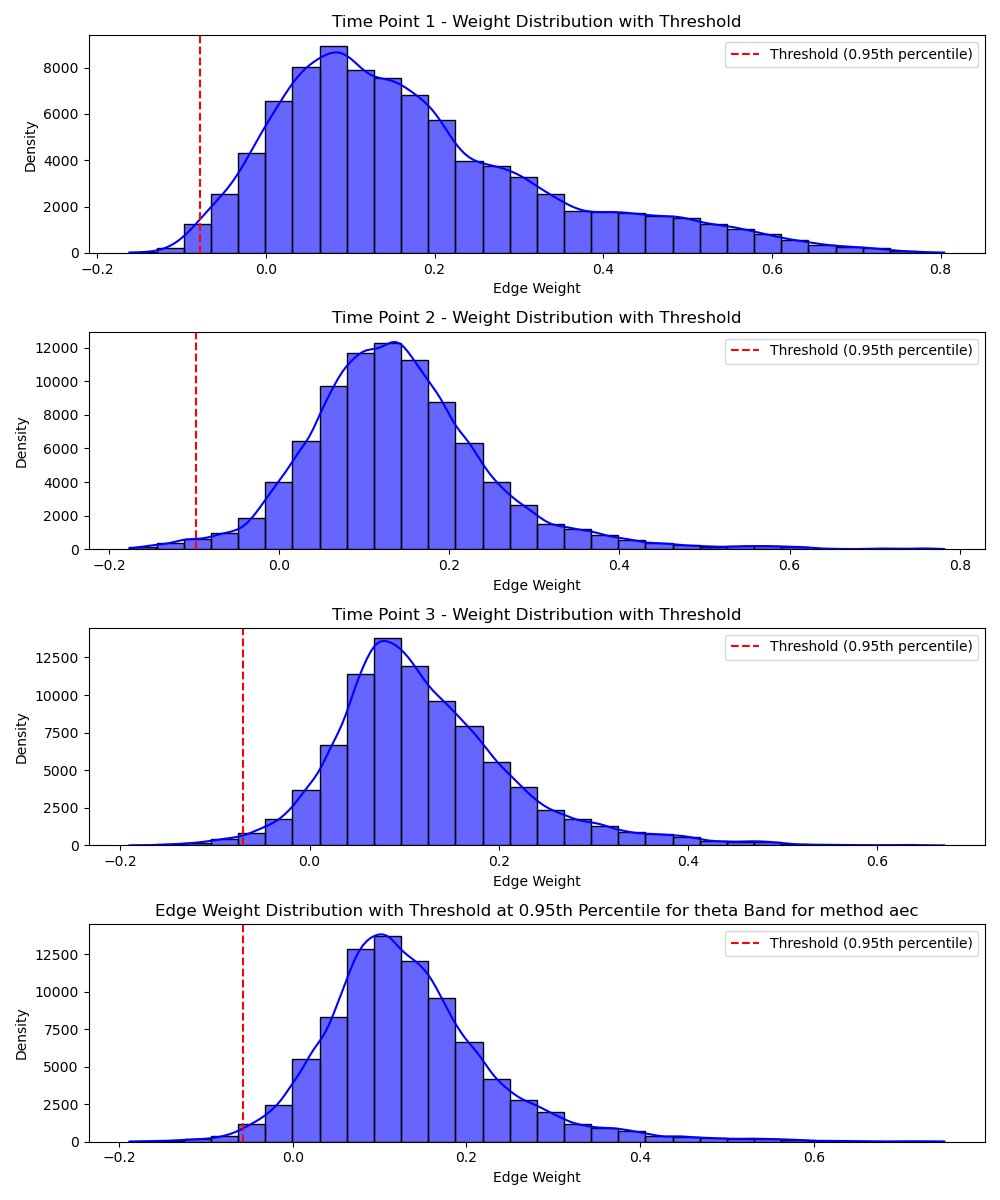 Time Point 1 - Weight Distribution with Threshold
Threshold (0.95th percentile)
Density
8000
6000
4000
2000
0
−0.2 0.0 0.2 0.4 0.6 0.8
Edge Weight
Time Point 2 - Weight Distribution with Threshold
Threshold (0.95th percentile)
Density
12000
10000
8000
6000
4000
2000
0
−0.2 0.0 0.2 0.4 0.6 0.8
Edge Weight
Time Point 3 - Weight Distribution with Threshold
Threshold (0.95th percentile)
Density
12500
10000
7500
5000
2500
0
−0.2 0.0 0.2 0.4 0.6
Edge Weight
Edge Weight Distribution with Threshold at 0.95th Percentile for theta Band for method aec
Threshold (0.95th percentile)
Density
12500
10000
7500
5000
2500
0
−0.2 0.0 0.2 0.4 0.6
Edge Weight